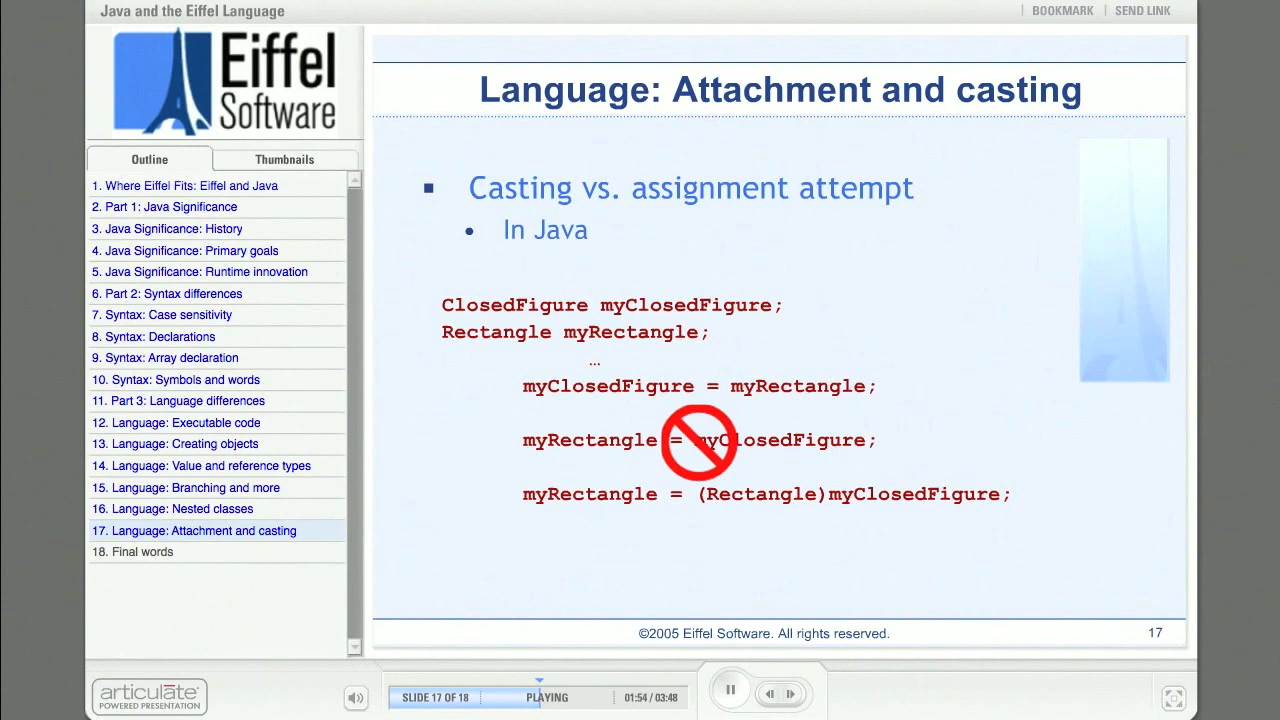 Java and the Eiffel Language
BOOKMARK
SEND LINK
Eiffel
Software
Outline
Thumbnails
1. Where Eiffel Fits: Eiffel and Java
2. Part 1: Java Significance
3. Java Significance: History
4. Java Significance: Primary goals
5. Java Significance: Runtime innovation
6. Part 2: Syntax differences
7. Syntax: Case sensitivity
8. Syntax: Declarations
9. Syntax: Array declaration
10. Syntax: Symbols and words
11. Part 3: Language differences
12. Language: Executable code
13. Language: Creating objects
14. Language: Value and reference types
15. Language: Branching and more
16. Language: Nested classes
17. Language: Attachment and casting
18. Final words
Language: Attachment and casting
Casting vs. assignment attempt
In Java
ClosedFigure myClosedFigure;
Rectangle myRectangle;
…
myClosedFigure = myRectangle;
myRectangle = myClosedFigure;
myRectangle = (Rectangle)myClosedFigure;
©2005 Eiffel Software. All rights reserved.
17
articulate
POWERED PRESENTATION
SLIDE 17 OF 18
PLAYING
01:54 / 03:48